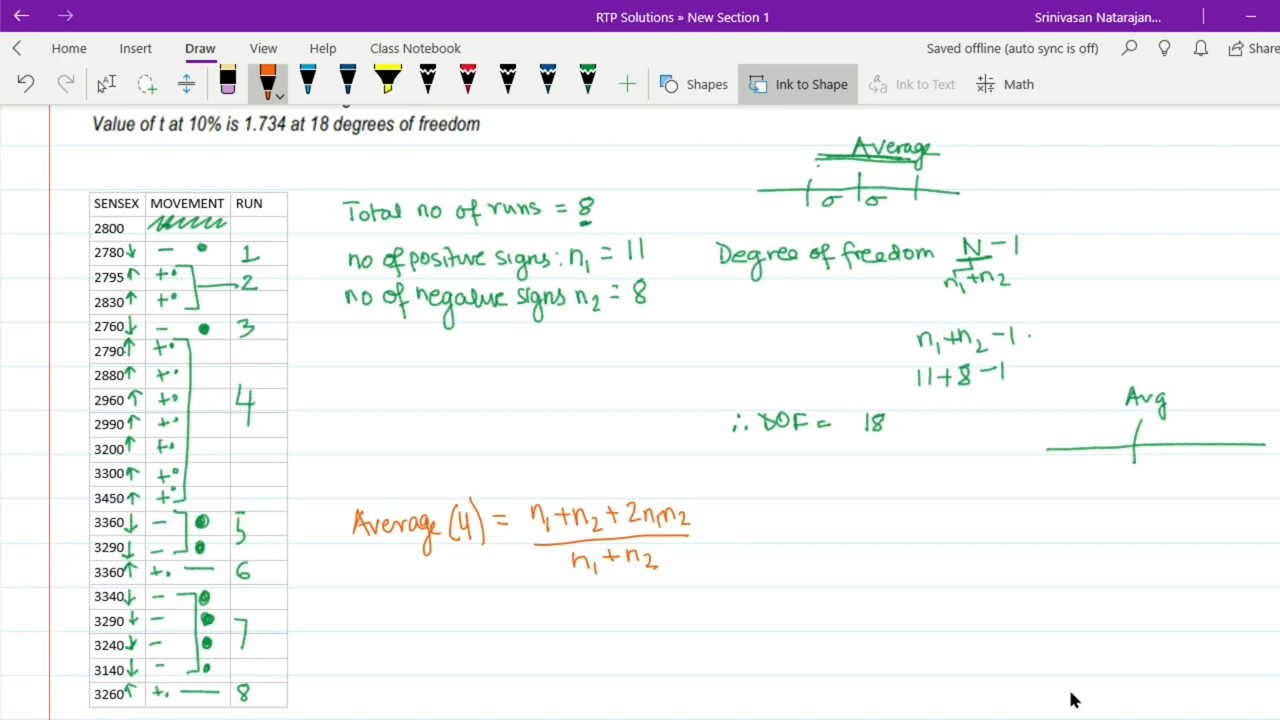 RTP Solutions » New Section 1
Srinivasan Natarajan...
Home Insert Draw View Help Class Notebook
Saved offline (auto sync is off)
Share
Shapes
Ink to Shape
Ink to Text
Math
Value of t at 10% is 1.734 at 18 degrees of freedom
SENSEX MOVEMENT RUN
2800
2780 ↓ - • 1
2795 ↑ +•
2830 ↑ +• 2
2760 ↓ - • 3
2790 ↑ +•
2880 ↑ +•
2960 ↑ +• 4
2990 ↑ +•
3200 ↑ +•
3300 ↑ +•
3450 ↑ +•
3360 ↓ - • 5
3290 ↓ - •
3360 ↑ +. — 6
3340 ↓ - •
3290 ↓ - • 7
3240 ↓ - •
3140 ↓ - •
3260 ↑ +. — 8
Total no of runs = 8
no of positive signs: n₁ = 11
no of negative signs n₂ = 8
Average
σ σ
Degree of freedom N - 1
n₁+n₂
n₁+n₂ -1
11+8-1
∴ DOF = 18
Avg
Average (μ) = n₁+n₂+2n₁n₂
n₁+n₂